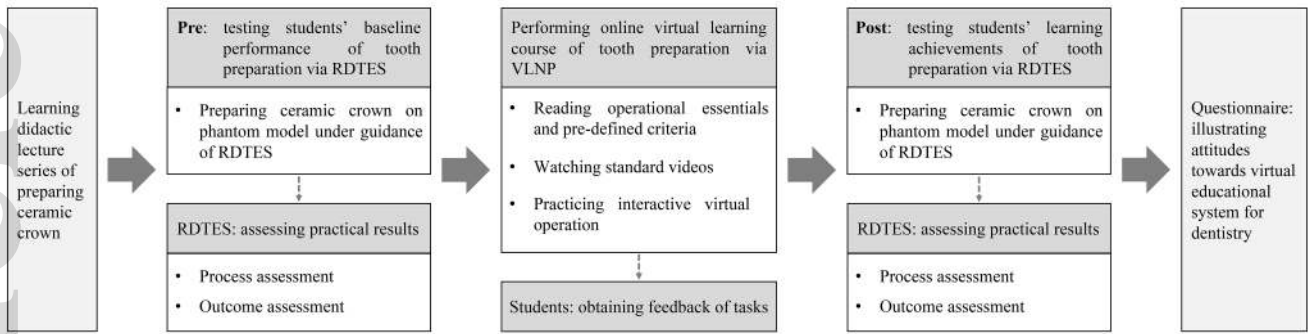 Learning
didactic
lecture
series of
preparing
ceramic
crown
Pre: testing students’ baseline
performance of tooth
preparation via RDTES
• Preparing ceramic crown on
phantom model under guidance
of RDTES
RDTES: assessing practical results
• Process assessment
• Outcome assessment
Performing online virtual learning
course of tooth preparation via
VLNP
• Reading operational essentials
and pre-defined criteria
• Watching standard videos
• Practicing interactive virtual
operation
Students: obtaining feedback of tasks
Post: testing students’ learning
achievements of tooth
preparation via RDTES
• Preparing ceramic crown on
phantom model under guidance
of RDTES
RDTES: assessing practical results
• Process assessment
• Outcome assessment
Questionnaire:
illustrating
attitudes
towards virtual
educational
system for
dentistry